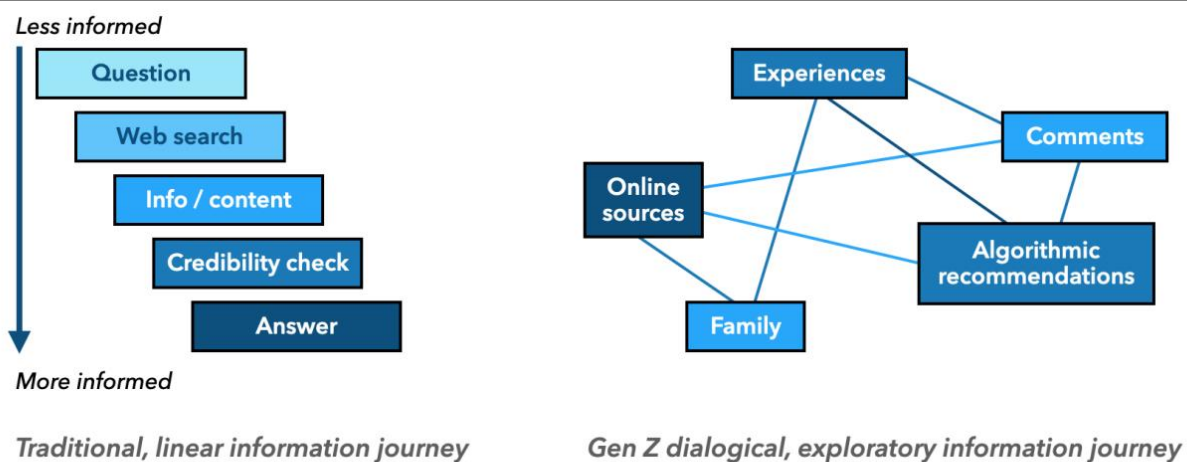 Less informed
Question
Web search
Info / content
Credibility check
Answer
More informed
Traditional, linear information journey
Experiences
Comments
Online
sources
Algorithmic
recommendations
Family
Gen Z dialogical, exploratory information journey